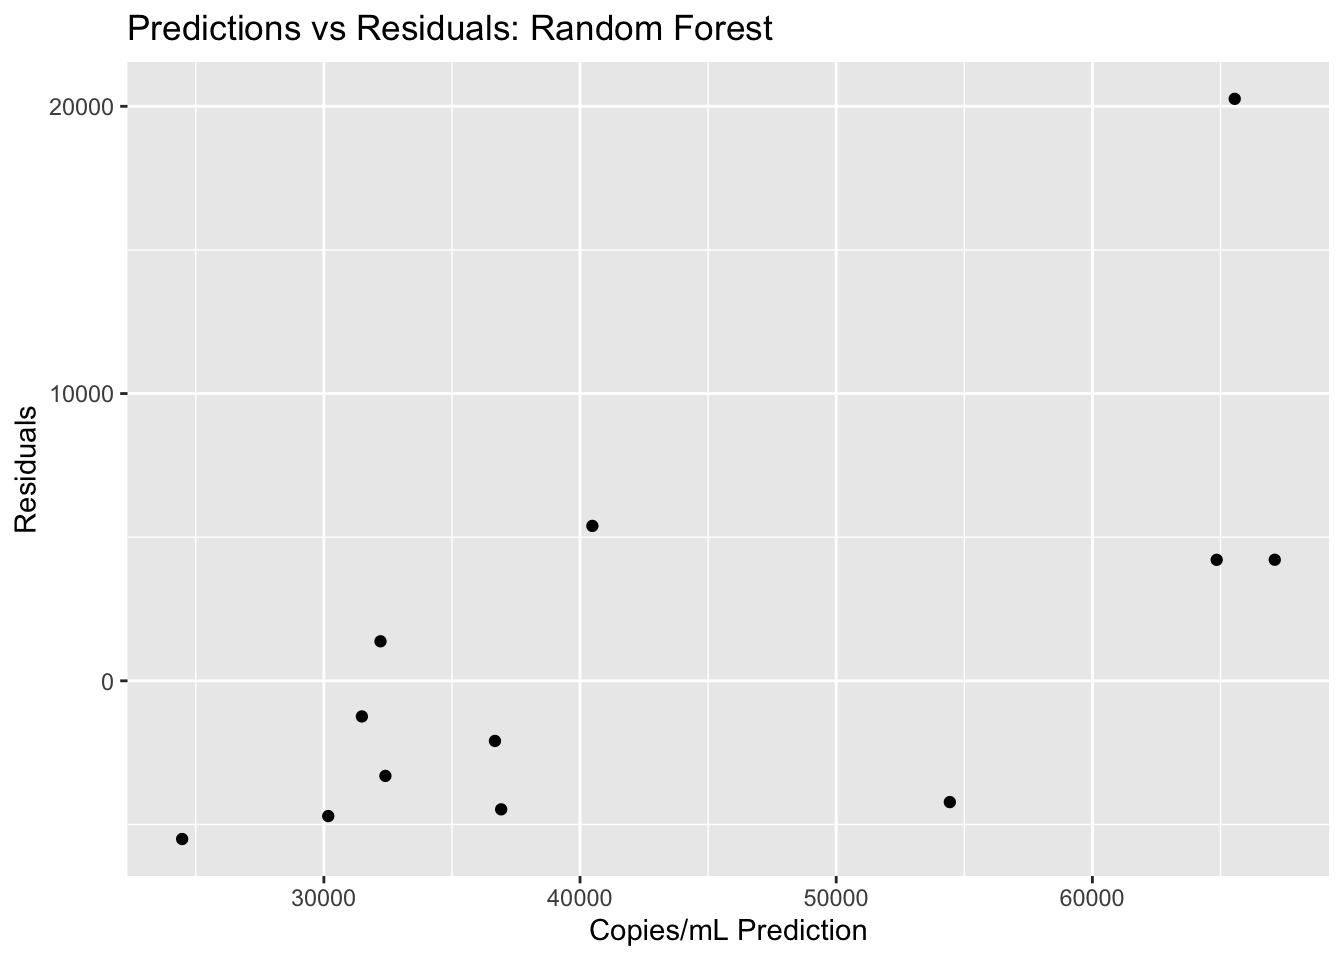 Predictions vs Residuals: Random Forest
20000
10000
0
Residuals
30000 40000 50000 60000
Copies/mL Prediction